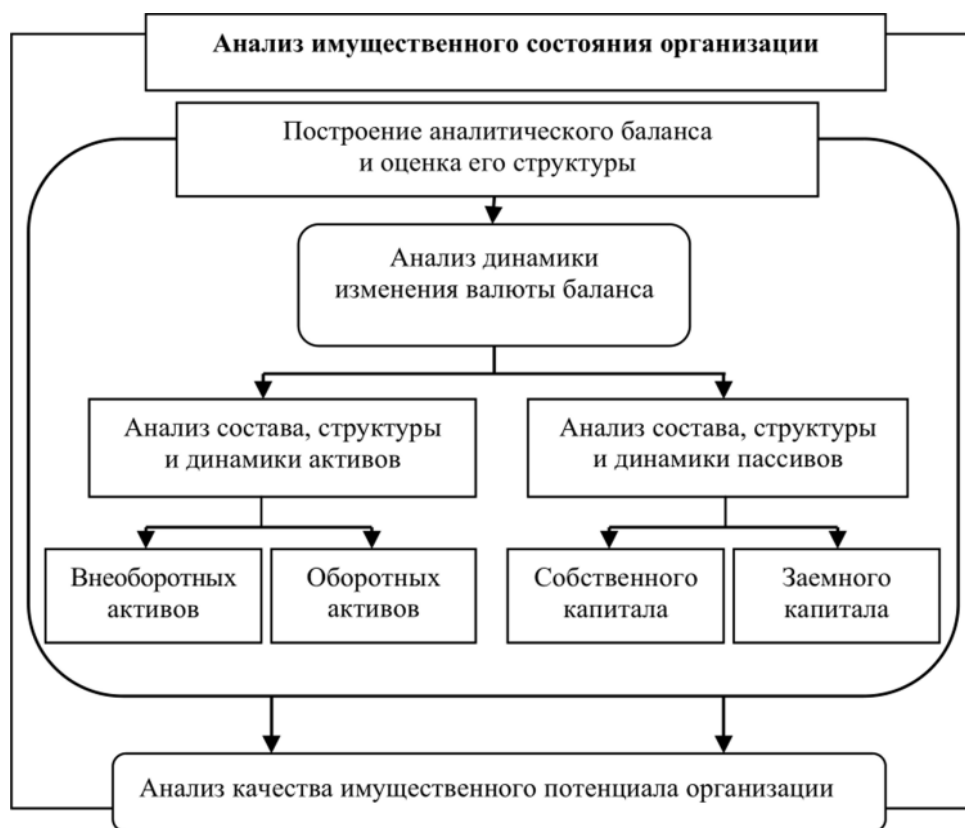 Анализ имущественного состояния организации
Построение аналитического баланса
и оценка его структуры
Анализ динамики
изменения валюты баланса
Анализ состава, структуры
и динамики активов
Анализ состава, структуры
и динамики пассивов
Внеоборотных
активов
Оборотных
активов
Собственного
капитала
Заемного
капитала
Анализ качества имущественного потенциала организации